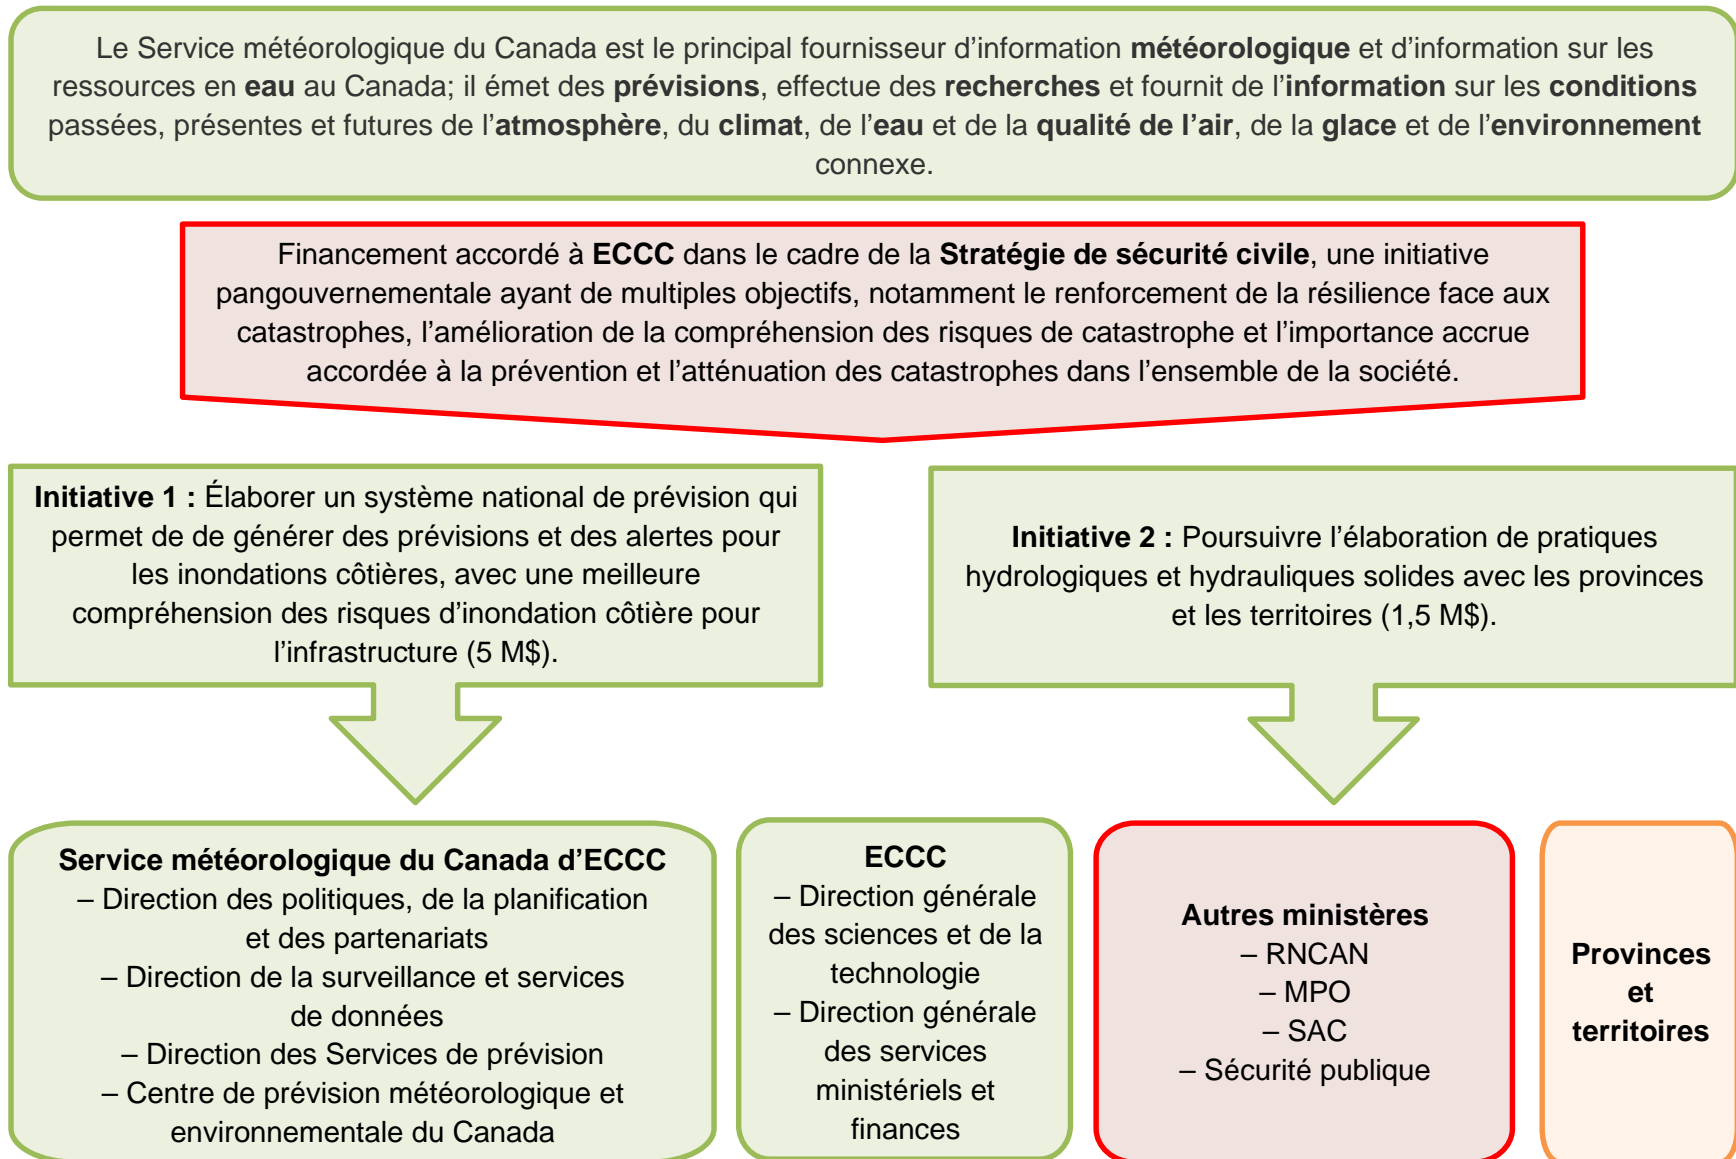 Le Service météorologique du Canada est le principal fournisseur d’information météorologique et d’information sur les
ressources en eau au Canada; il émet des prévisions, effectue des recherches et fournit de l’information sur les conditions
passées, présentes et futures de l’atmosphère, du climat, de l’eau et de la qualité de l’air, de la glace et de l’environnement
connexe.
Financement accordé à ECCC dans le cadre de la Stratégie de sécurité civile, une initiative
pangouvernementale ayant de multiples objectifs, notamment le renforcement de la résilience face aux
catastrophes, l’amélioration de la compréhension des risques de catastrophe et l’importance accrue
accordée à la prévention et l’atténuation des catastrophes dans l’ensemble de la société.
Initiative 1 : Élaborer un système national de prévision qui
permet de de générer des prévisions et des alertes pour
les inondations côtières, avec une meilleure
compréhension des risques d’inondation côtière pour
l’infrastructure (5 M$).
Initiative 2 : Poursuivre l’élaboration de pratiques
hydrologiques et hydrauliques solides avec les provinces
et les territoires (1,5 M$).
Service météorologique du Canada d’ECCC
– Direction des politiques, de la planification
et des partenariats
– Direction de la surveillance et services
de données
– Direction des Services de prévision
– Centre de prévision météorologique et
environnementale du Canada
ECCC
– Direction générale
des sciences et de la
technologie
– Direction générale
des services
ministériels et
finances
Autres ministères
– RNCAN
– MPO
– SAC
– Sécurité publique
Provinces
et
territoires